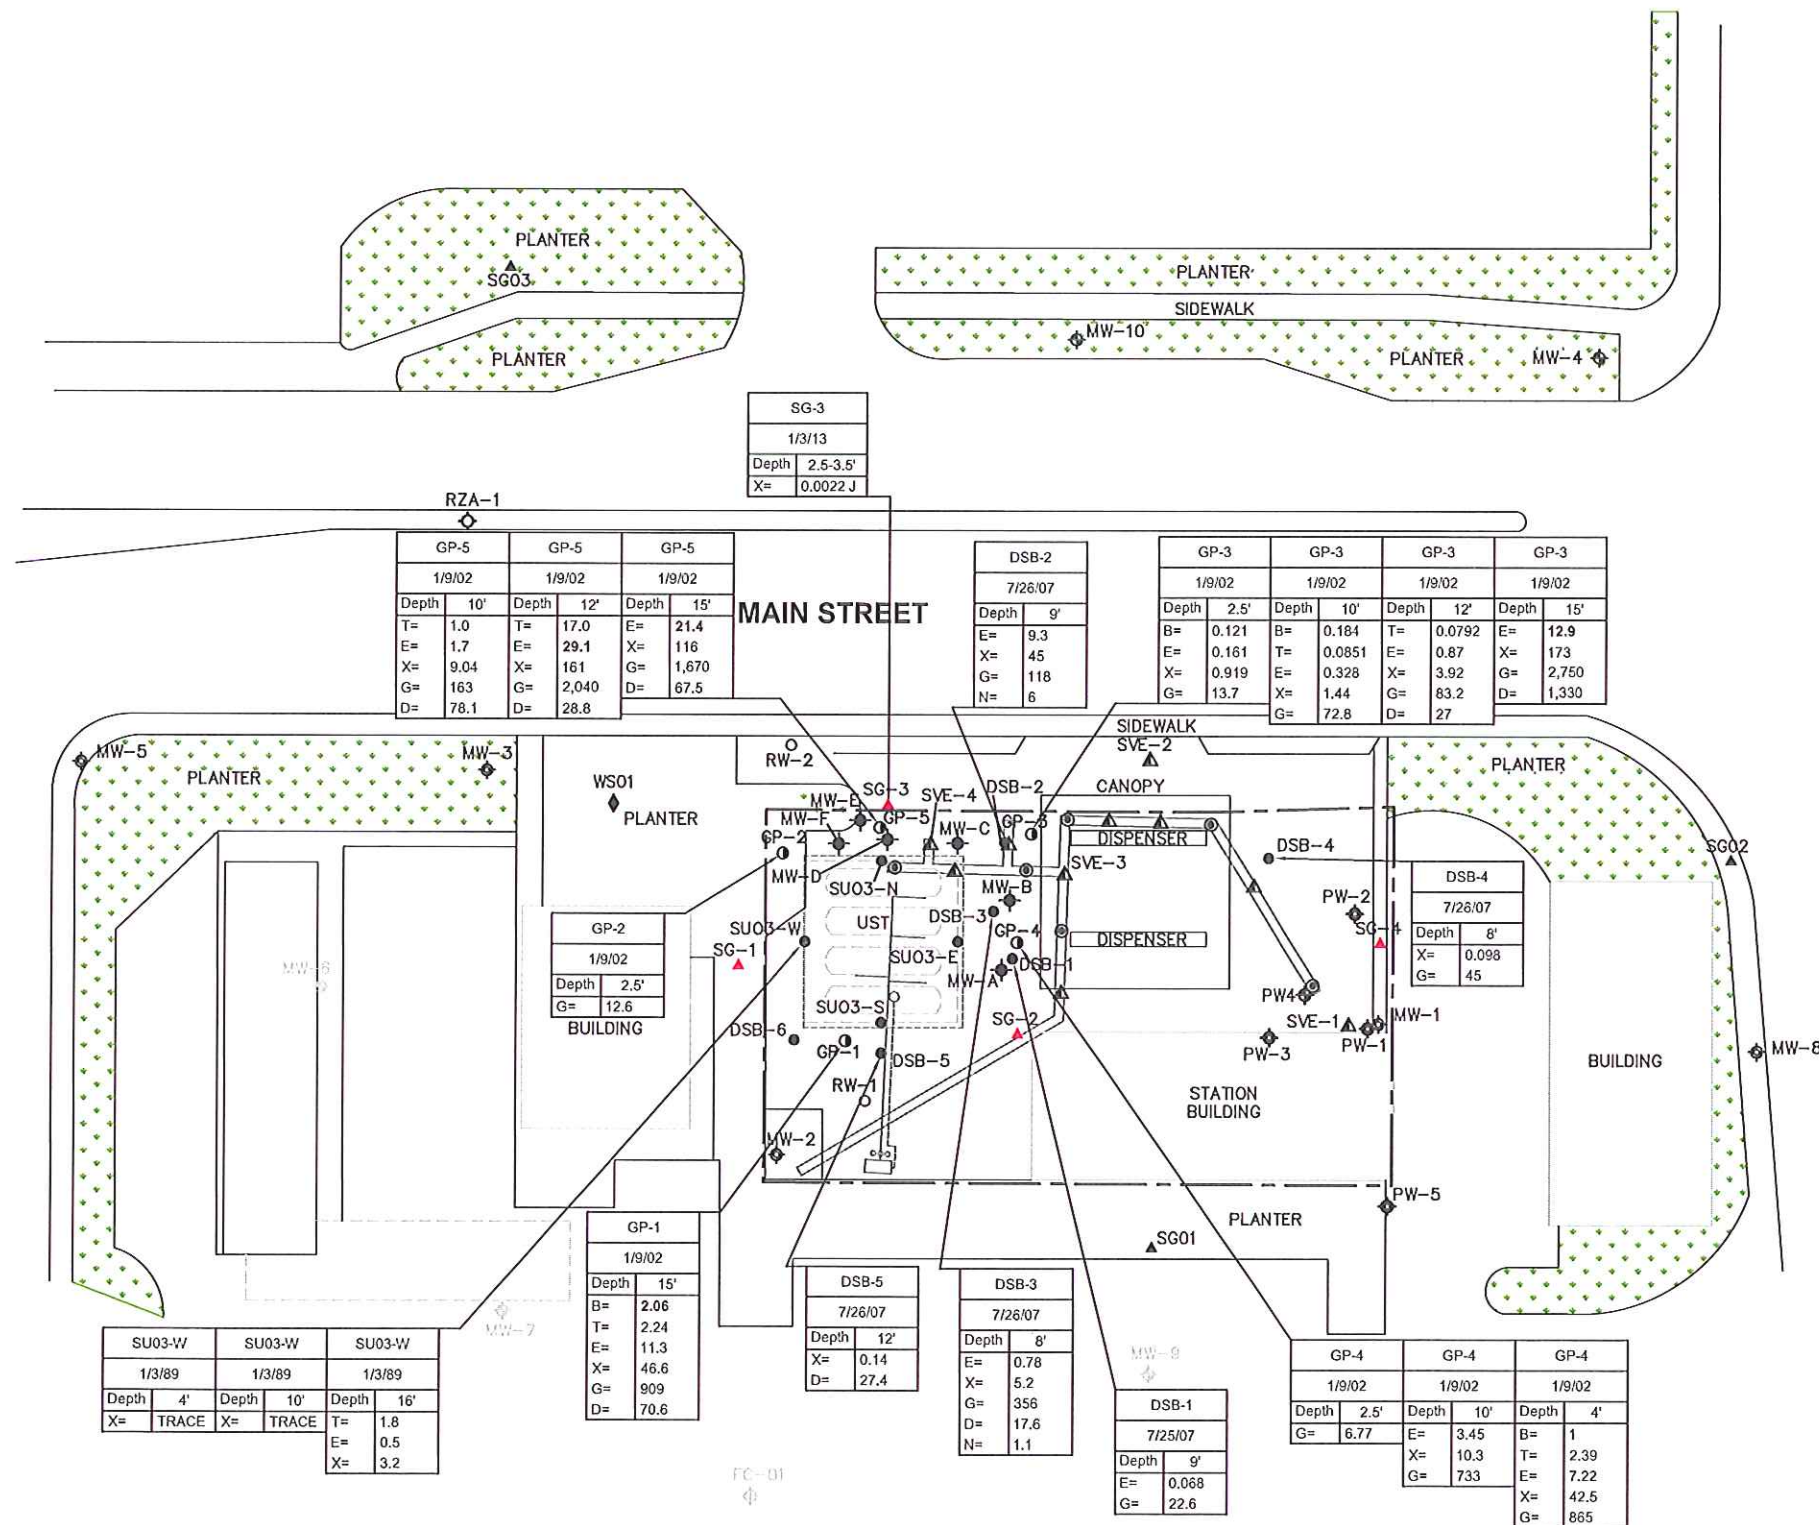 PLANTER
SG03
PLANTER
PLANTER
SIDEWALK
MW-10
PLANTER
MW-4
SG-3
1/3/13
Depth 2.5-3.5'
X= 0.0022 J
RZA-1
GP-5 GP-5 GP-5
1/9/02 1/9/02 1/9/02
Depth 10' Depth 12' Depth 15'
T= 1.0 T= 17.0 E= 21.4
E= 1.7 E= 29.1 X= 116
X= 9.04 X= 161 G= 1,670
G= 163 G= 2,040 D= 67.5
D= 78.1 D= 28.8
MAIN STREET
DSB-2
7/26/07
Depth 9'
E= 9.3
X= 45
G= 118
N= 6
GP-3 GP-3 GP-3 GP-3
1/9/02 1/9/02 1/9/02 1/9/02
Depth 2.5' Depth 10' Depth 12' Depth 15'
B= 0.121 B= 0.184 T= 0.0792 E= 12.9
E= 0.161 T= 0.0851 E= 0.87 X= 173
X= 0.919 E= 0.328 X= 3.92 G= 2,750
G= 13.7 X= 1.44 G= 83.2 D= 1,330
G= 72.8 D= 27
MW-5
PLANTER
MW-3
WS01
PLANTER
RW-2
SIDEWALK
SVE-2
CANOPY
PLANTER
SG-3
SVE-4
DSB-2
MW-E
MW-F
GP-5
GP-2
MW-C
GP-3
DISPENSER
DSB-4
SG02
MW-D
SU03-N
SVE-3
MW-B
UST
DSB-3
PW-2
DSB-4
7/26/07
Depth 8'
X= 0.098
G= 45
GP-2
1/9/02
Depth 2.5'
G= 12.6
BUILDING
SU03-W
SG-1
GP-4
DISPENSER
SG-4
SU03-E
DSB-1
MW-A
MW-6
SU03-S
PW4
SG-2
SVE-1
MW-1
DSB-6
GP-1
DSB-5
PW-3
PW-1
MW-8
BUILDING
RW-1
STATION
BUILDING
MW-2
PW-5
PLANTER
SG01
GP-1
1/9/02
Depth 15'
B= 2.06
T= 2.24
E= 11.3
X= 46.6
G= 909
D= 70.6
DSB-5
7/26/07
Depth 12'
X= 0.14
D= 27.4
DSB-3
7/26/07
Depth 8'
E= 0.78
X= 5.2
G= 356
D= 17.6
N= 1.1
MW-7
SU03-W SU03-W SU03-W
1/3/89 1/3/89 1/3/89
Depth 4' Depth 10' Depth 16'
X= TRACE X= TRACE T= 1.8
E= 0.5
X= 3.2
MW-9
DSB-1
7/25/07
Depth 9'
E= 0.068
G= 22.6
GP-4 GP-4 GP-4
1/9/02 1/9/02 1/9/02
Depth 2.5' Depth 10' Depth 4'
G= 6.77 E= 3.45 B= 1
X= 10.3 T= 2.39
G= 733 E= 7.22
X= 42.5
G= 865